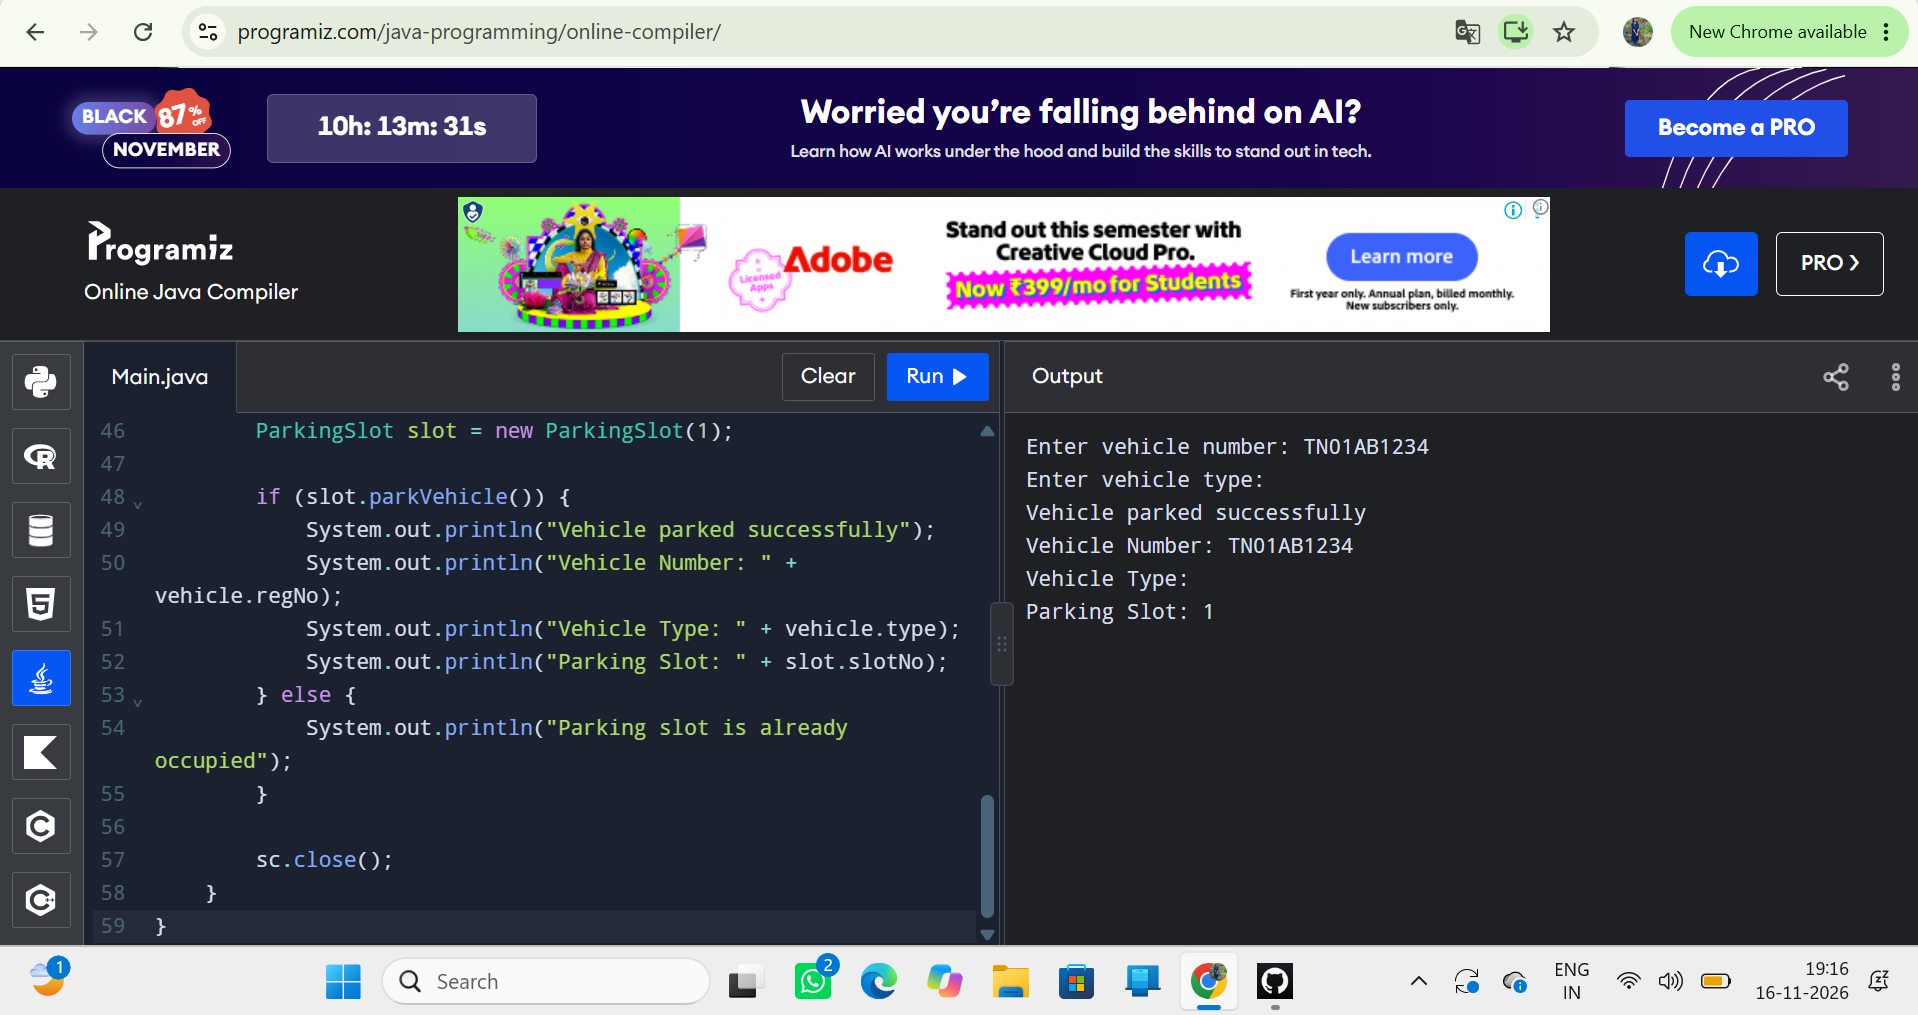 programiz.com/java-programming/online-compiler/
New Chrome available
BLACK
87% OFF
NOVEMBER
10h: 13m: 31s
Worried you’re falling behind on AI?
Learn how AI works under the hood and build the skills to stand out in tech.
Become a PRO
Programiz
Online Java Compiler
Licensed Apps
Adobe
Stand out this semester with
Creative Cloud Pro.
Now ₹399/mo for Students
Learn more
First year only. Annual plan, billed monthly.
New subscribers only.
PRO
Main.java
Clear
Run
Output
46 ParkingSlot slot = new ParkingSlot(1);
47
48 if (slot.parkVehicle()) {
49 System.out.println("Vehicle parked successfully");
50 System.out.println("Vehicle Number: " +
vehicle.regNo);
51 System.out.println("Vehicle Type: " + vehicle.type);
52 System.out.println("Parking Slot: " + slot.slotNo);
53 } else {
54 System.out.println("Parking slot is already
occupied");
55 }
56
57 sc.close();
58 }
59 }
Enter vehicle number: TN01AB1234
Enter vehicle type:
Vehicle parked successfully
Vehicle Number: TN01AB1234
Vehicle Type:
Parking Slot: 1
1
Search
2
ENG
IN
19:16
16-11-2026